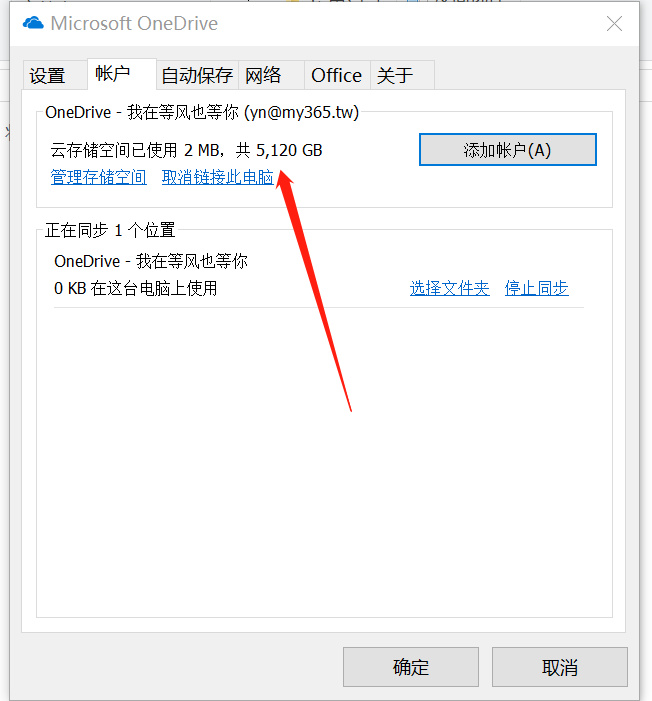 Microsoft OneDrive
设置 帐户 自动保存 网络 Office 关于
OneDrive - 我在等风也等你 (yn@my365.tw)
云存储空间已使用 2 MB，共 5,120 GB
添加帐户(A)
管理存储空间 取消链接此电脑
正在同步 1 个位置
OneDrive - 我在等风也等你
0 KB 在这台电脑上使用 选择文件夹 停止同步
确定 取消